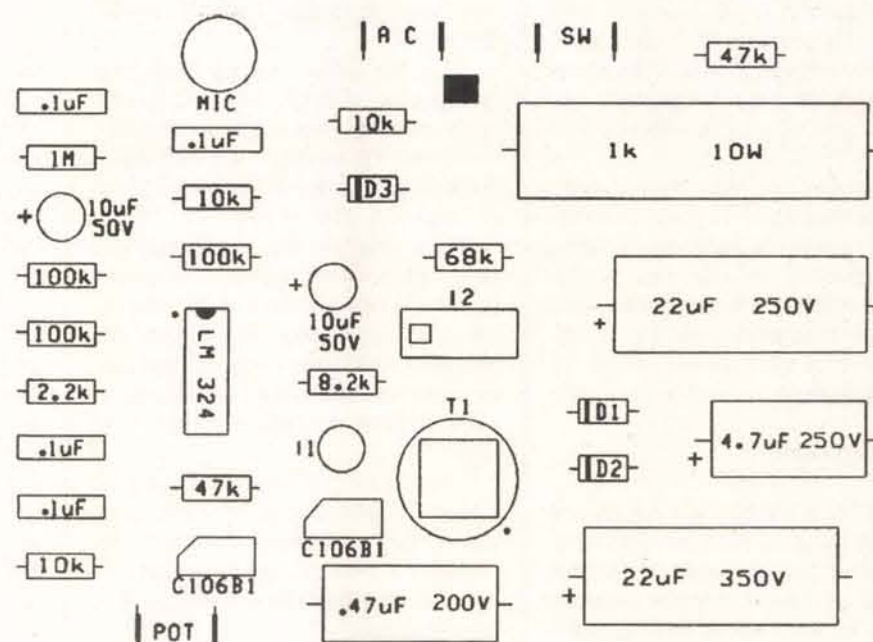 AC
SW
47k
MIC
.1uF
.1uF
10k
1k 10W
1M
D3
10k
+
10uF
50V
100k
68k
100k
+
10uF
50V
I2
22uF 250V
+
100k
LM 324
8.2k
2.2k
T1
D1
4.7uF 250V
+
.1uF
I1
D2
47k
.1uF
C106B1
10k
C106B1
.47uF 200V
22uF 350V
+
POT